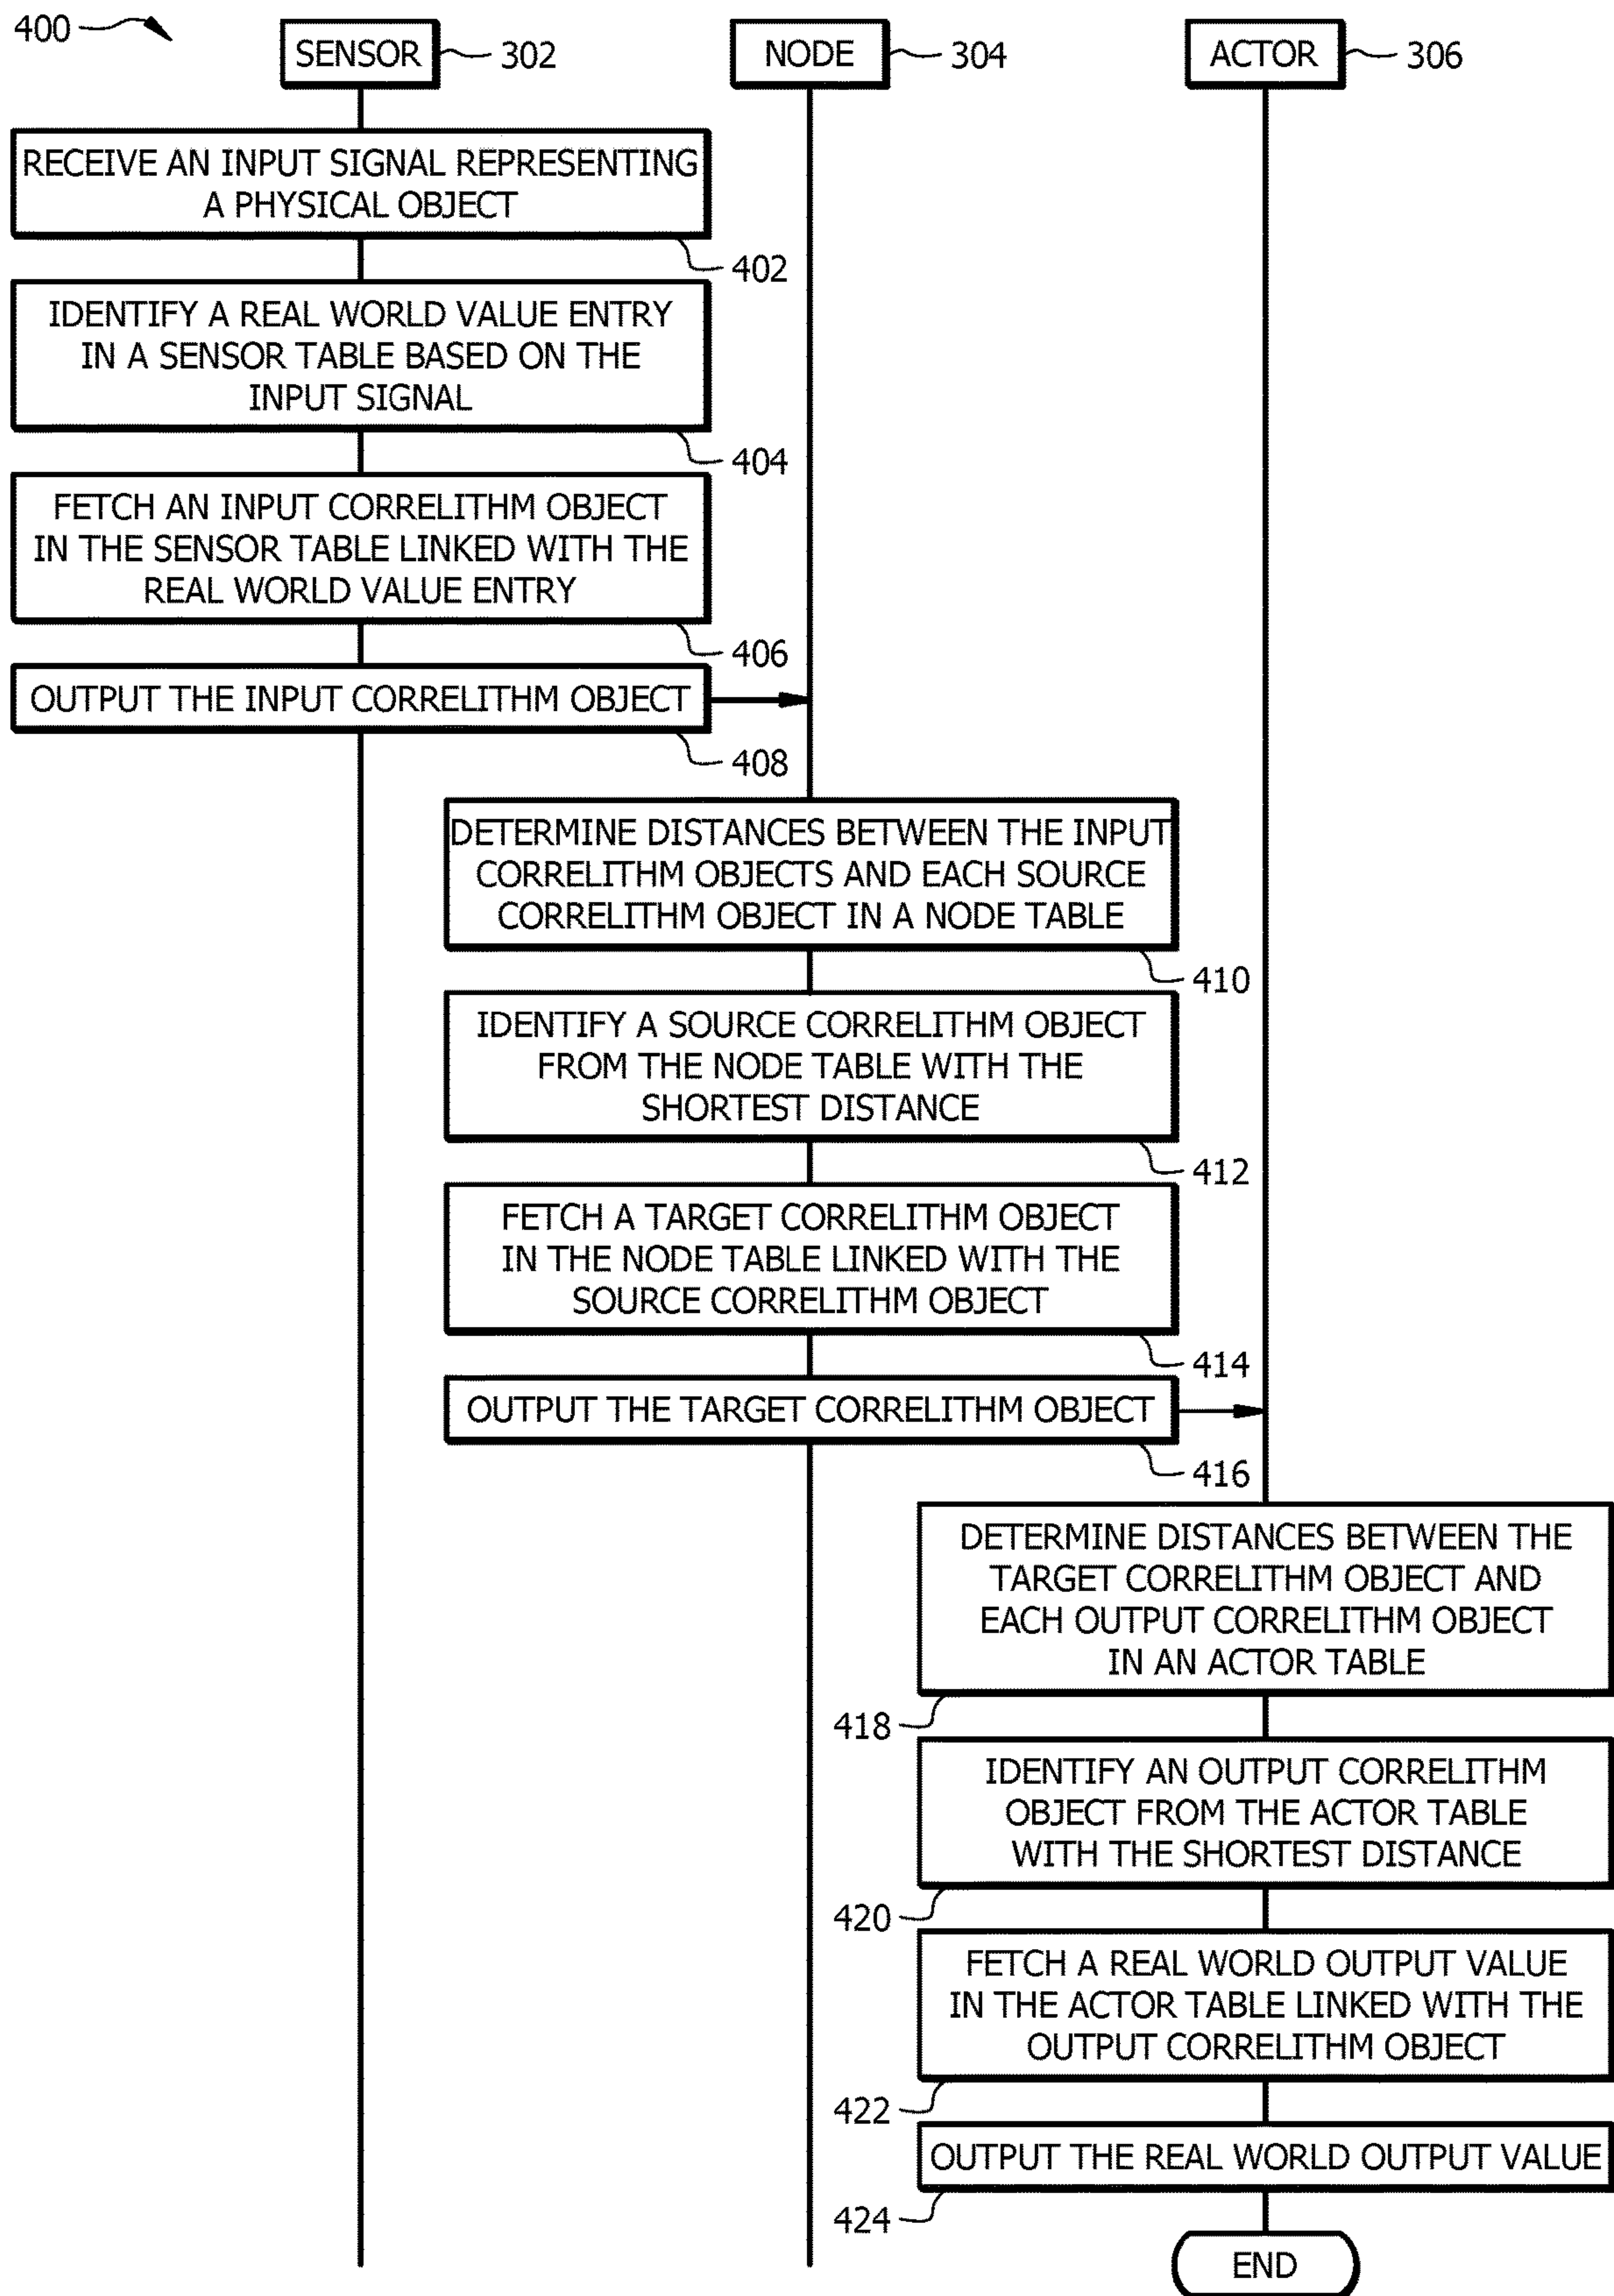 400
SENSOR
302
NODE
304
ACTOR
306
RECEIVE AN INPUT SIGNAL REPRESENTING
A PHYSICAL OBJECT
402
IDENTIFY A REAL WORLD VALUE ENTRY
IN A SENSOR TABLE BASED ON THE
INPUT SIGNAL
404
FETCH AN INPUT CORRELITHM OBJECT
IN THE SENSOR TABLE LINKED WITH THE
REAL WORLD VALUE ENTRY
406
OUTPUT THE INPUT CORRELITHM OBJECT
408
DETERMINE DISTANCES BETWEEN THE INPUT
CORRELITHM OBJECTS AND EACH SOURCE
CORRELITHM OBJECT IN A NODE TABLE
410
IDENTIFY A SOURCE CORRELITHM OBJECT
FROM THE NODE TABLE WITH THE
SHORTEST DISTANCE
412
FETCH A TARGET CORRELITHM OBJECT
IN THE NODE TABLE LINKED WITH THE
SOURCE CORRELITHM OBJECT
414
OUTPUT THE TARGET CORRELITHM OBJECT
416
DETERMINE DISTANCES BETWEEN THE
TARGET CORRELITHM OBJECT AND
EACH OUTPUT CORRELITHM OBJECT
IN AN ACTOR TABLE
418
IDENTIFY AN OUTPUT CORRELITHM
OBJECT FROM THE ACTOR TABLE
WITH THE SHORTEST DISTANCE
420
FETCH A REAL WORLD OUTPUT VALUE
IN THE ACTOR TABLE LINKED WITH THE
OUTPUT CORRELITHM OBJECT
422
OUTPUT THE REAL WORLD OUTPUT VALUE
424
END